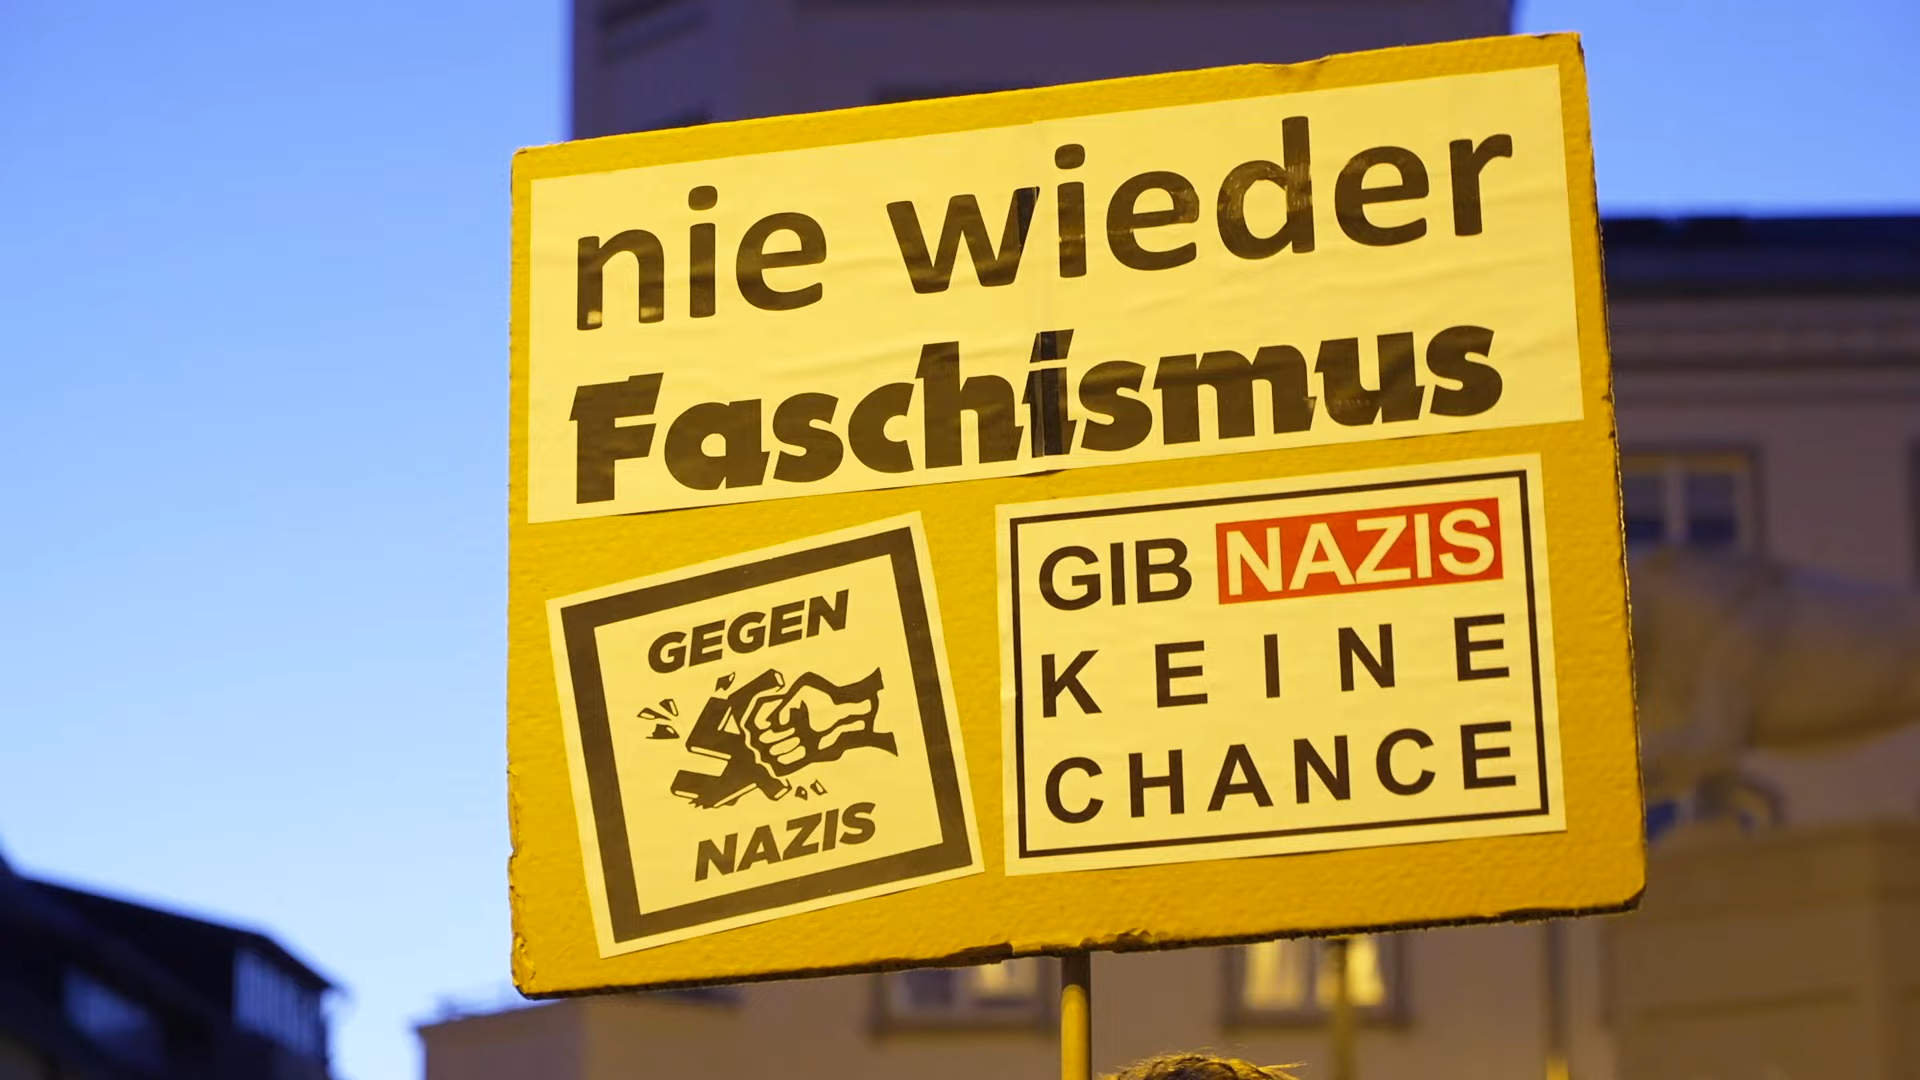 nie wieder
Faschismus
GEGEN
NAZIS
GIB NAZIS
KEINE
CHANCE